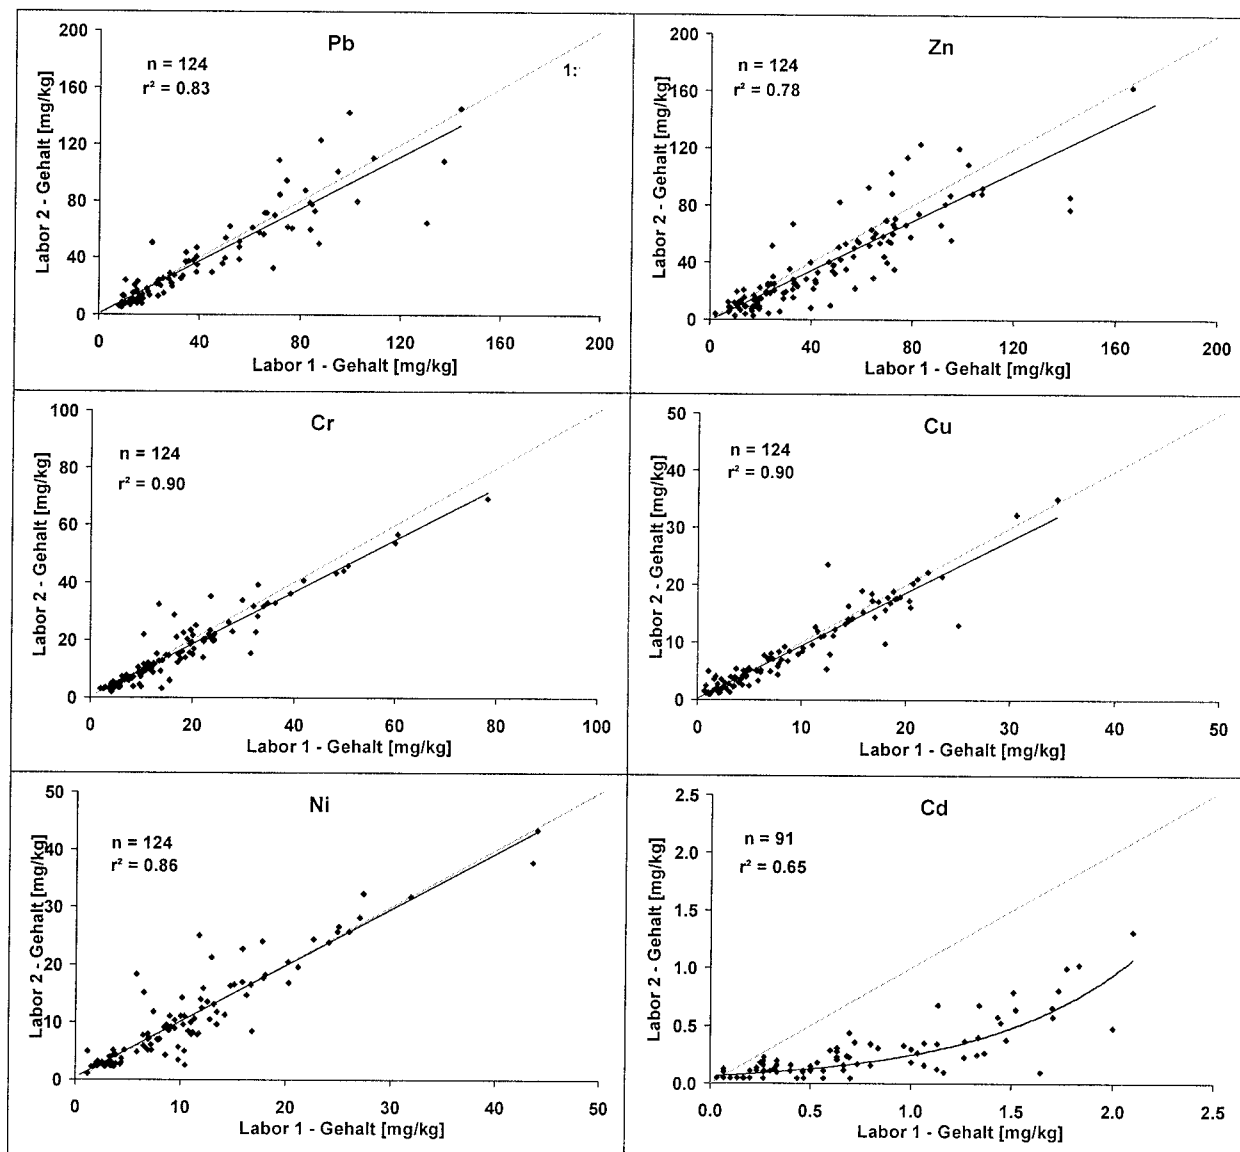 Pb
n = 124
r² = 0.83
1:
200
160
120
80
40
0
0 40 80 120 160 200
Labor 2 - Gehalt [mg/kg]
Labor 1 - Gehalt [mg/kg]
Zn
n = 124
r² = 0.78
200
160
120
80
40
0
0 40 80 120 160 200
Labor 2 - Gehalt [mg/kg]
Labor 1 - Gehalt [mg/kg]
Cr
n = 124
r² = 0.90
100
80
60
40
20
0
0 20 40 60 80 100
Labor 2 - Gehalt [mg/kg]
Labor 1 - Gehalt [mg/kg]
Cu
n = 124
r² = 0.90
50
40
30
20
10
0
0 10 20 30 40 50
Labor 2 - Gehalt [mg/kg]
Labor 1 - Gehalt [mg/kg]
Ni
n = 124
r² = 0.86
50
40
30
20
10
0
0 10 20 30 40 50
Labor 2 - Gehalt [mg/kg]
Labor 1 - Gehalt [mg/kg]
Cd
n = 91
r² = 0.65
2.5
2.0
1.5
1.0
0.5
0.0
0.0 0.5 1.0 1.5 2.0 2.5
Labor 2 - Gehalt [mg/kg]
Labor 1 - Gehalt [mg/kg]